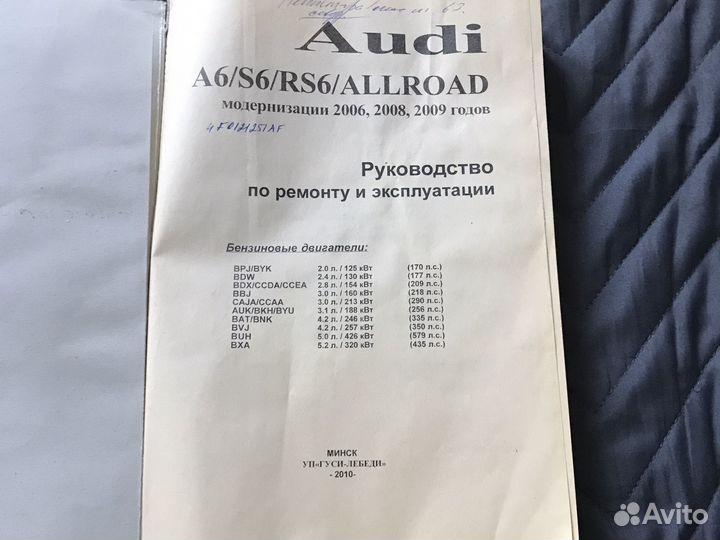 Audi
A6/S6/RS6/ALLROAD
модернизации 2006, 2008, 2009 годов
4F0121251AF
Руководство
по ремонту и эксплуатации
Бензиновые двигатели:
BPJ/BYK 2.0 л. / 125 кВт (170 л.с.)
BDW 2.4 л. / 130 кВт (177 л.с.)
BDX/CCDA/CCEA 2.8 л. / 154 кВт (209 л.с.)
BBJ 3.0 л. / 160 кВт (218 л.с.)
CAJA/CCAA 3.0 л. / 213 кВт (290 л.с.)
AUK/BKH/BYU 3.1 л. / 188 кВт (256 л.с.)
BAT/BNK 4.2 л. / 246 кВт (335 л.с.)
BVJ 4.2 л. / 257 кВт (350 л.с.)
BUH 5.0 л. / 426 кВт (579 л.с.)
BXA 5.2 л. / 320 кВт (435 л.с.)
МИНСК
УП«ГУСИ-ЛЕБЕДИ»
- 2010-
Avito